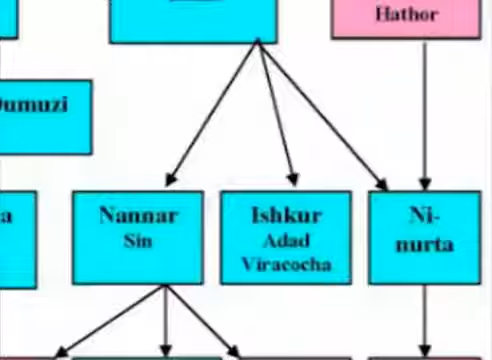 Hathor
Dumuzi
a
Nannar
Sin
Ishkur
Adad
Viracocha
Ni-
nurta